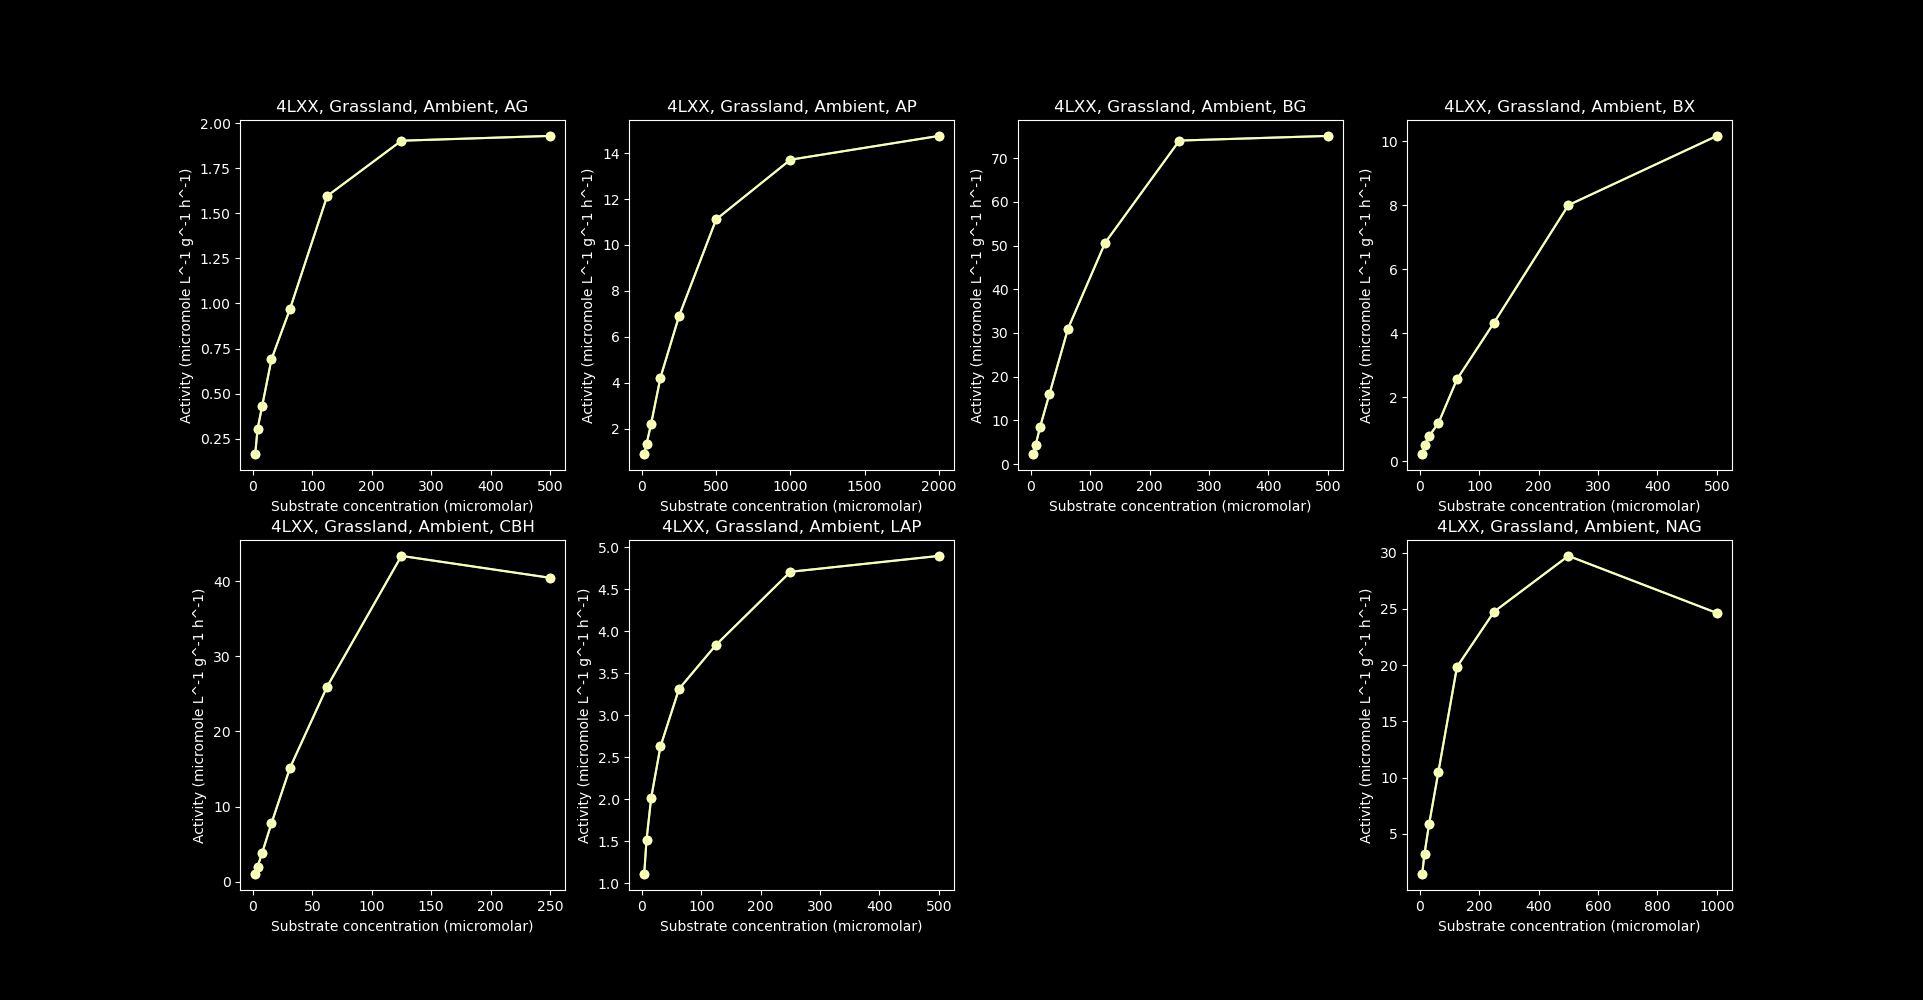 4LXX, Grassland, Ambient, AG
2.00
1.75
1.50
1.25
1.00
0.75
0.50
0.25
Activity (micromole L^-1 g^-1 h^-1)
0 100 200 300 400 500
Substrate concentration (micromolar)
4LXX, Grassland, Ambient, AP
14
12
10
8
6
4
2
Activity (micromole L^-1 g^-1 h^-1)
0 500 1000 1500 2000
Substrate concentration (micromolar)
4LXX, Grassland, Ambient, BG
70
60
50
40
30
20
10
0
Activity (micromole L^-1 g^-1 h^-1)
0 100 200 300 400 500
Substrate concentration (micromolar)
4LXX, Grassland, Ambient, BX
10
8
6
4
2
0
Activity (micromole L^-1 g^-1 h^-1)
0 100 200 300 400 500
Substrate concentration (micromolar)
4LXX, Grassland, Ambient, CBH
40
30
20
10
0
Activity (micromole L^-1 g^-1 h^-1)
0 50 100 150 200 250
Substrate concentration (micromolar)
4LXX, Grassland, Ambient, LAP
5.0
4.5
4.0
3.5
3.0
2.5
2.0
1.5
1.0
Activity (micromole L^-1 g^-1 h^-1)
0 100 200 300 400 500
Substrate concentration (micromolar)
4LXX, Grassland, Ambient, NAG
30
25
20
15
10
5
Activity (micromole L^-1 g^-1 h^-1)
0 200 400 600 800 1000
Substrate concentration (micromolar)